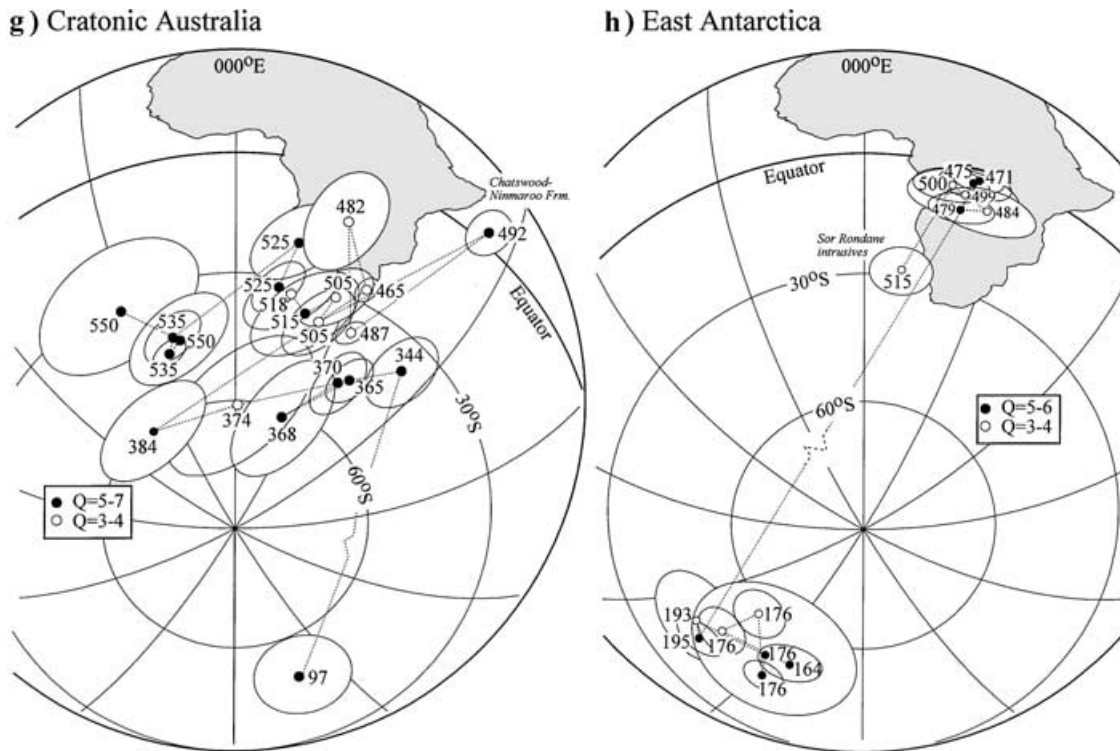 g ) Cratonic Australia
000°E
Chatswood-
Ninmaroo Frm.
482
492
525
525
505
465
518
550
515
Equator
535
550
505
487
535
344
370
365
30°S
374
384
368
60°S
Q=5-7
Q=3-4
97
h ) East Antarctica
000°E
Equator
475
471
500
499
479
484
Sor Rondane
intrusives
30°S
515
60°S
Q=5-6
Q=3-4
193
176
195
176
176
164
176